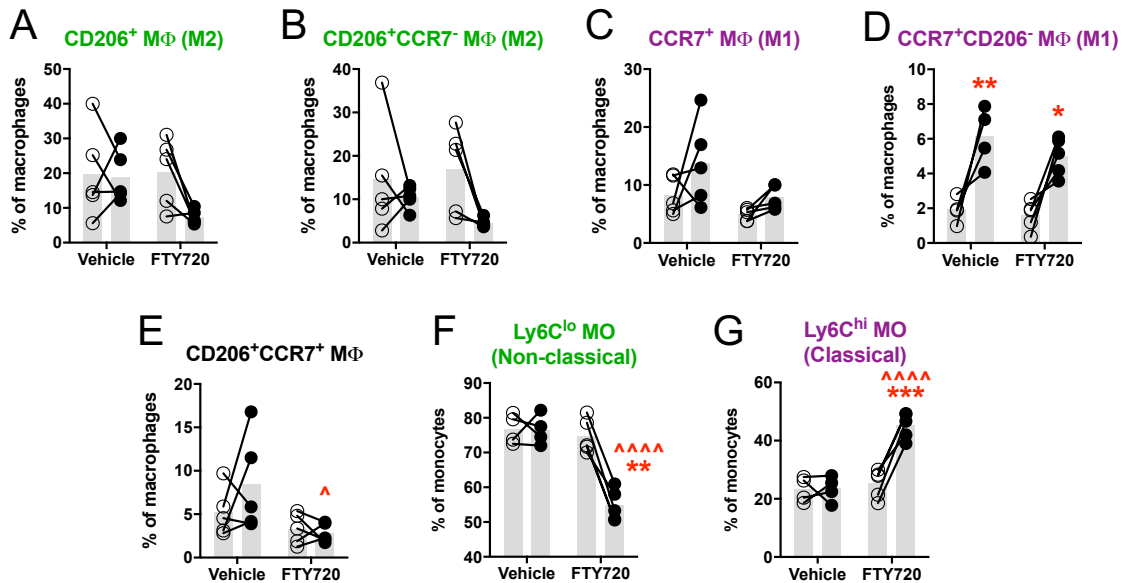 A
CD206⁺ MΦ (M2)
% of macrophages
50
40
30
20
10
0
Vehicle FTY720
B
CD206⁺CCR7⁻ MΦ (M2)
% of macrophages
40
30
20
10
0
Vehicle FTY720
C
CCR7⁺ MΦ (M1)
% of macrophages
30
20
10
0
Vehicle FTY720
D
CCR7⁺CD206⁻ MΦ (M1)
% of macrophages
10
8
6
4
2
0
**
*
Vehicle FTY720
E
CD206⁺CCR7⁺ MΦ
% of macrophages
20
15
10
5
0
^
Vehicle FTY720
F
Ly6Cˡᵒ MO
(Non-classical)
% of monocytes
100
90
80
70
60
50
40
^^^^
**
Vehicle FTY720
G
Ly6Cʰⁱ MO
(Classical)
% of monocytes
60
40
20
0
^^^^
***
Vehicle FTY720